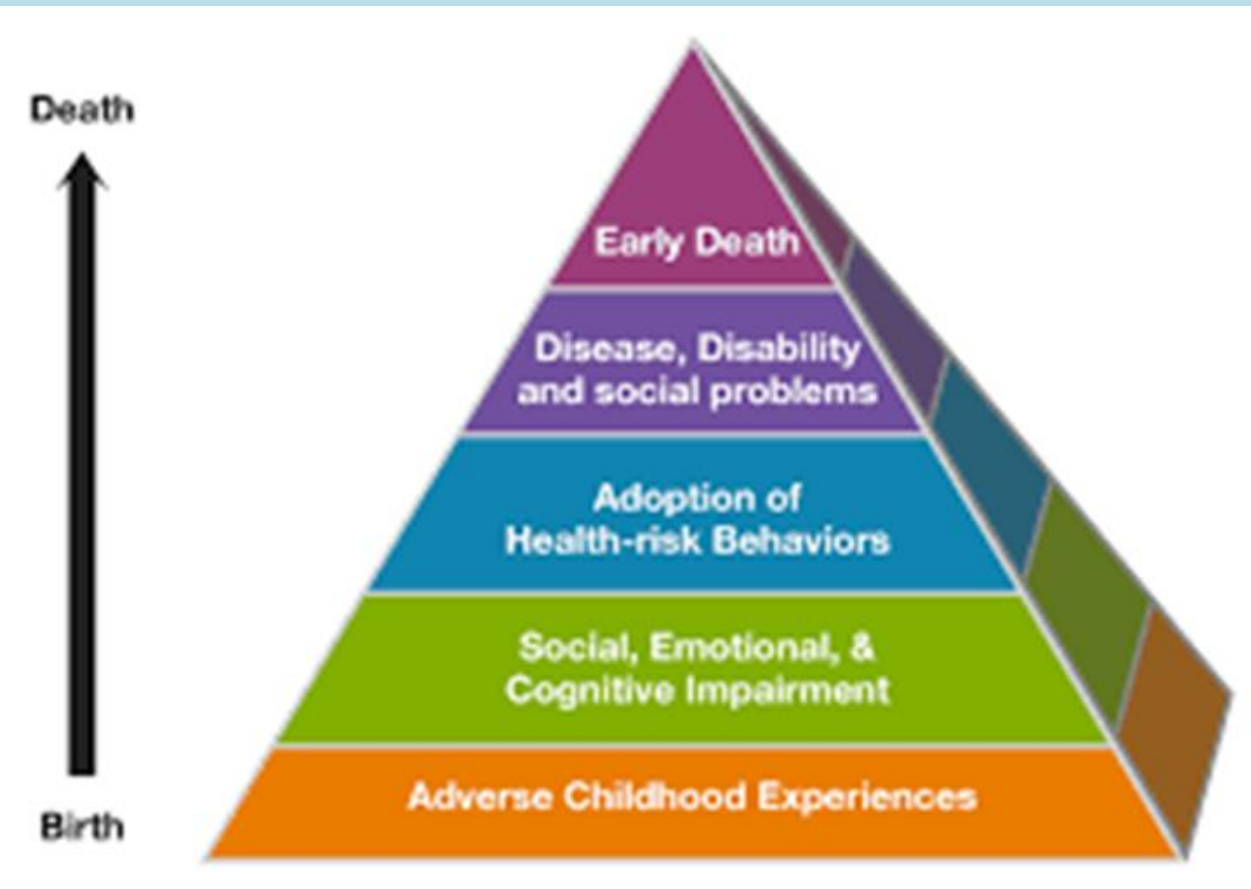 Death
Early Death
Disease, Disability
and social problems
Adoption of
Health-risk Behaviors
Social, Emotional, &
Cognitive Impairment
Adverse Childhood Experiences
Birth